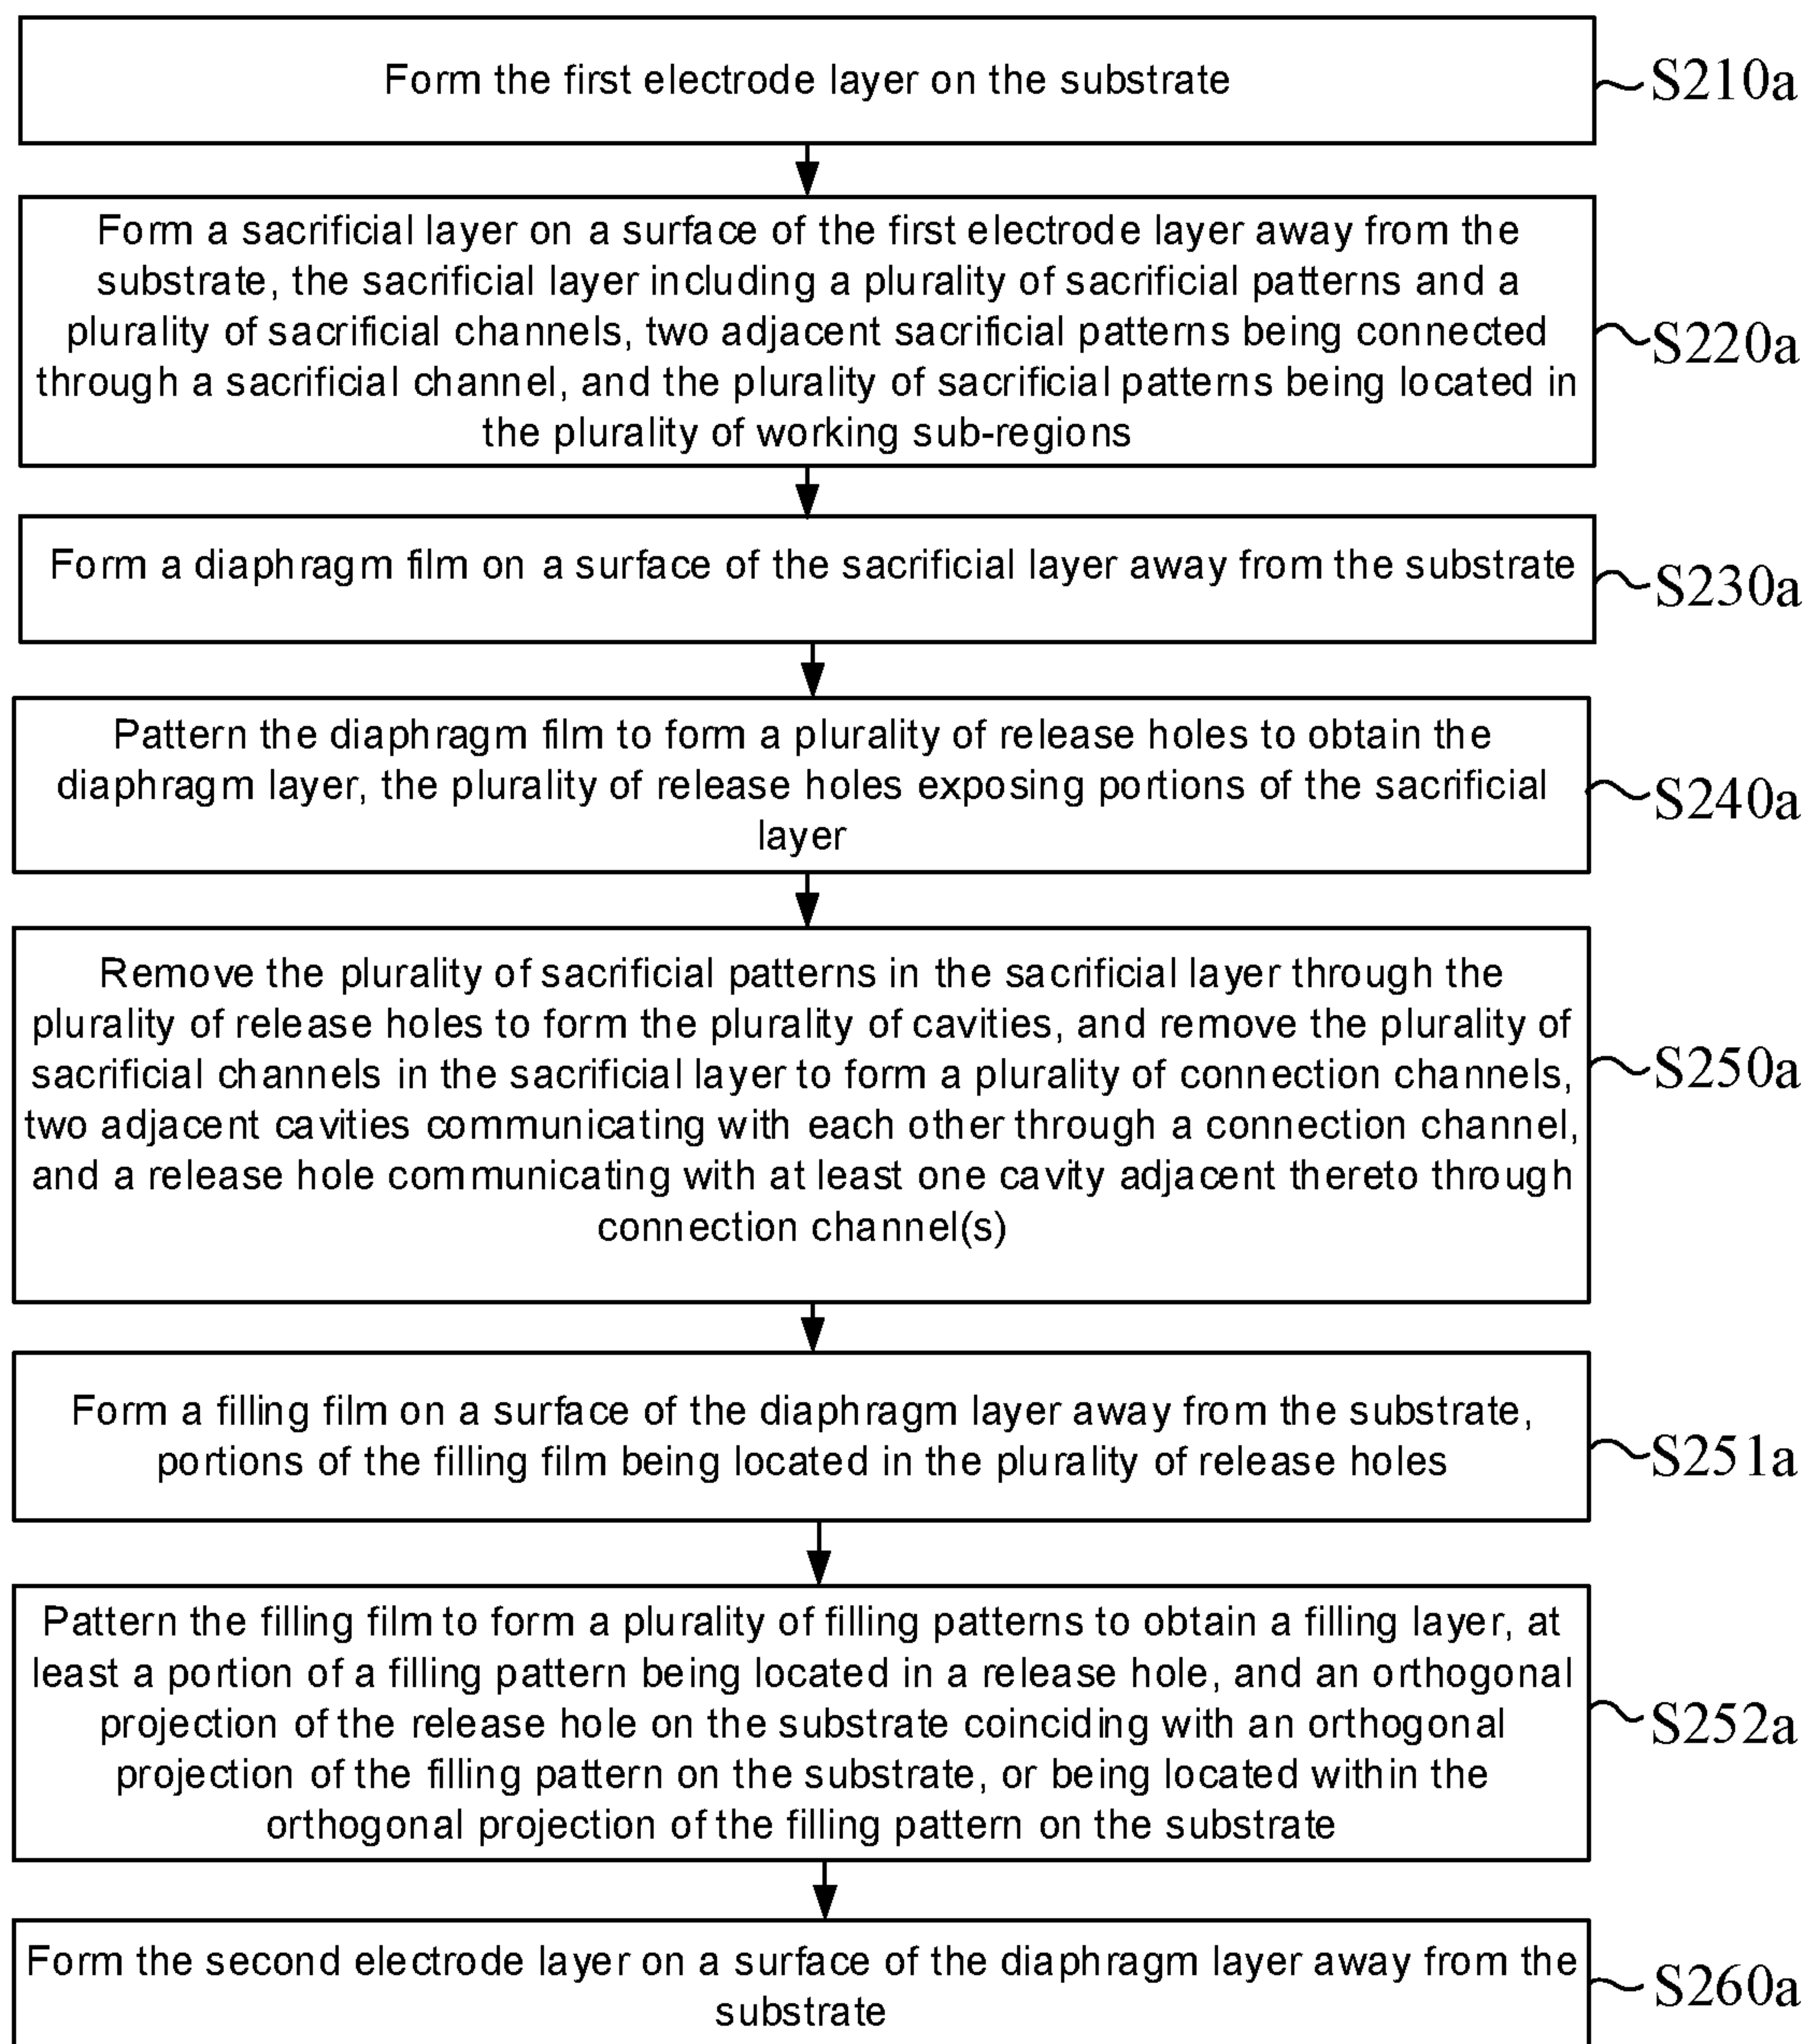 Form the first electrode layer on the substrate
S210a
Form a sacrificial layer on a surface of the first electrode layer away from the
substrate, the sacrificial layer including a plurality of sacrificial patterns and a
plurality of sacrificial channels, two adjacent sacrificial patterns being connected
through a sacrificial channel, and the plurality of sacrificial patterns being located in
the plurality of working sub-regions
S220a
Form a diaphragm film on a surface of the sacrificial layer away from the substrate
S230a
Pattern the diaphragm film to form a plurality of release holes to obtain the
diaphragm layer, the plurality of release holes exposing portions of the sacrificial
layer
S240a
Remove the plurality of sacrificial patterns in the sacrificial layer through the
plurality of release holes to form the plurality of cavities, and remove the plurality of
sacrificial channels in the sacrificial layer to form a plurality of connection channels,
two adjacent cavities communicating with each other through a connection channel,
and a release hole communicating with at least one cavity adjacent thereto through
connection channel(s)
S250a
Form a filling film on a surface of the diaphragm layer away from the substrate,
portions of the filling film being located in the plurality of release holes
S251a
Pattern the filling film to form a plurality of filling patterns to obtain a filling layer, at
least a portion of a filling pattern being located in a release hole, and an orthogonal
projection of the release hole on the substrate coinciding with an orthogonal
projection of the filling pattern on the substrate, or being located within the
orthogonal projection of the filling pattern on the substrate
S252a
Form the second electrode layer on a surface of the diaphragm layer away from the
substrate
S260a